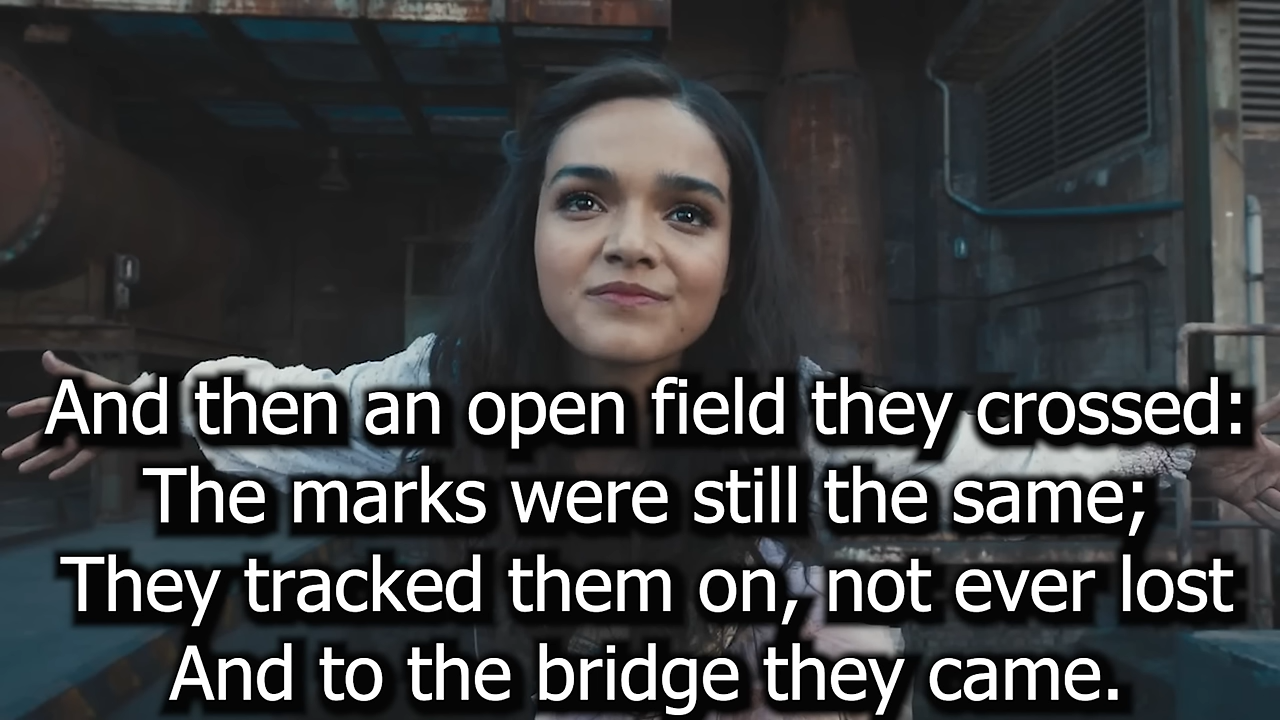 And then an open field they crossed:
The marks were still the same;
They tracked them on, not ever lost
And to the bridge they came.